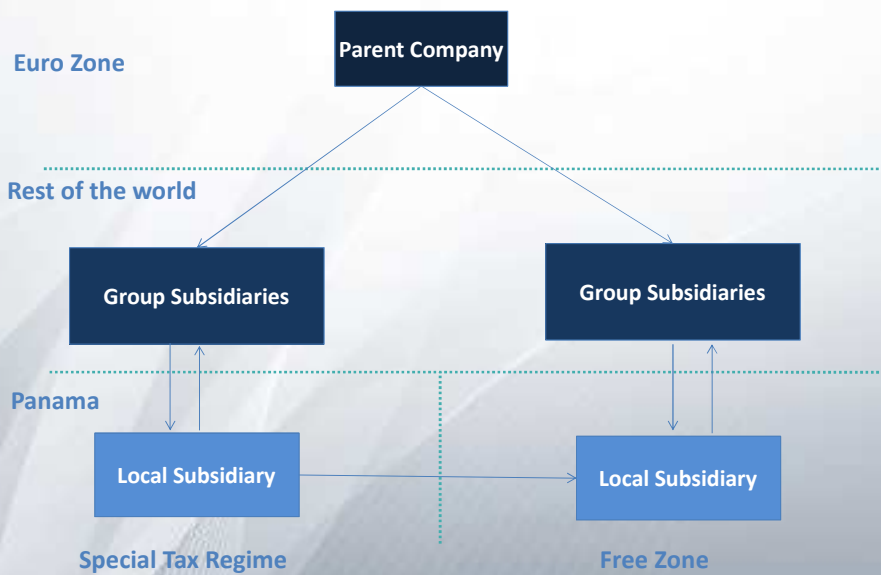 Parent Company
Euro Zone
Rest of the world
Group Subsidiaries
Group Subsidiaries
Panama
Local Subsidiary
Local Subsidiary
Special Tax Regime
Free Zone